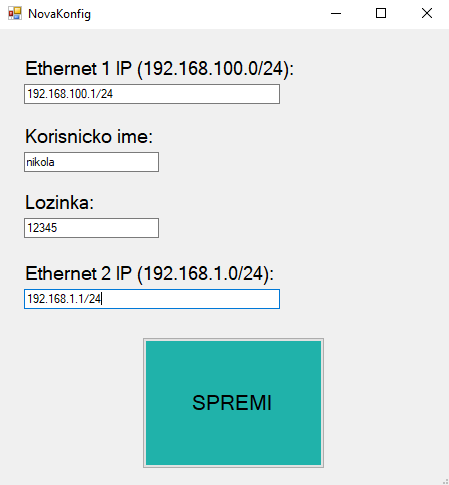 NovaKonfig
Ethernet 1 IP (192.168.100.0/24):
192.168.100.1/24
Korisnicko ime:
nikola
Lozinka:
12345
Ethernet 2 IP (192.168.1.0/24):
192.168.1.1/24
SPREMI